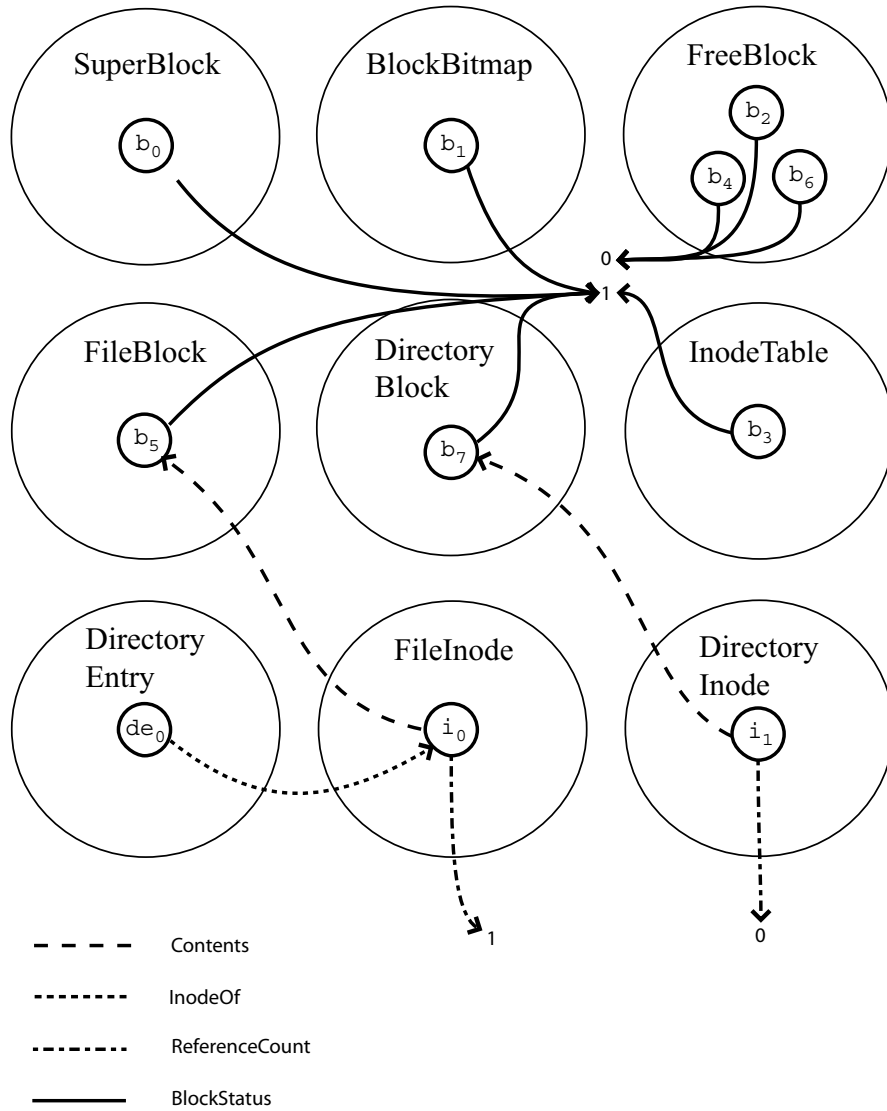 SuperBlock
BlockBitmap
FreeBlock
b0
b1
b2
b4
b6
0
1
FileBlock
Directory
Block
InodeTable
b5
b7
b3
Directory
Entry
FileInode
Directory
Inode
de0
i0
i1
1
0
Contents
InodeOf
ReferenceCount
BlockStatus